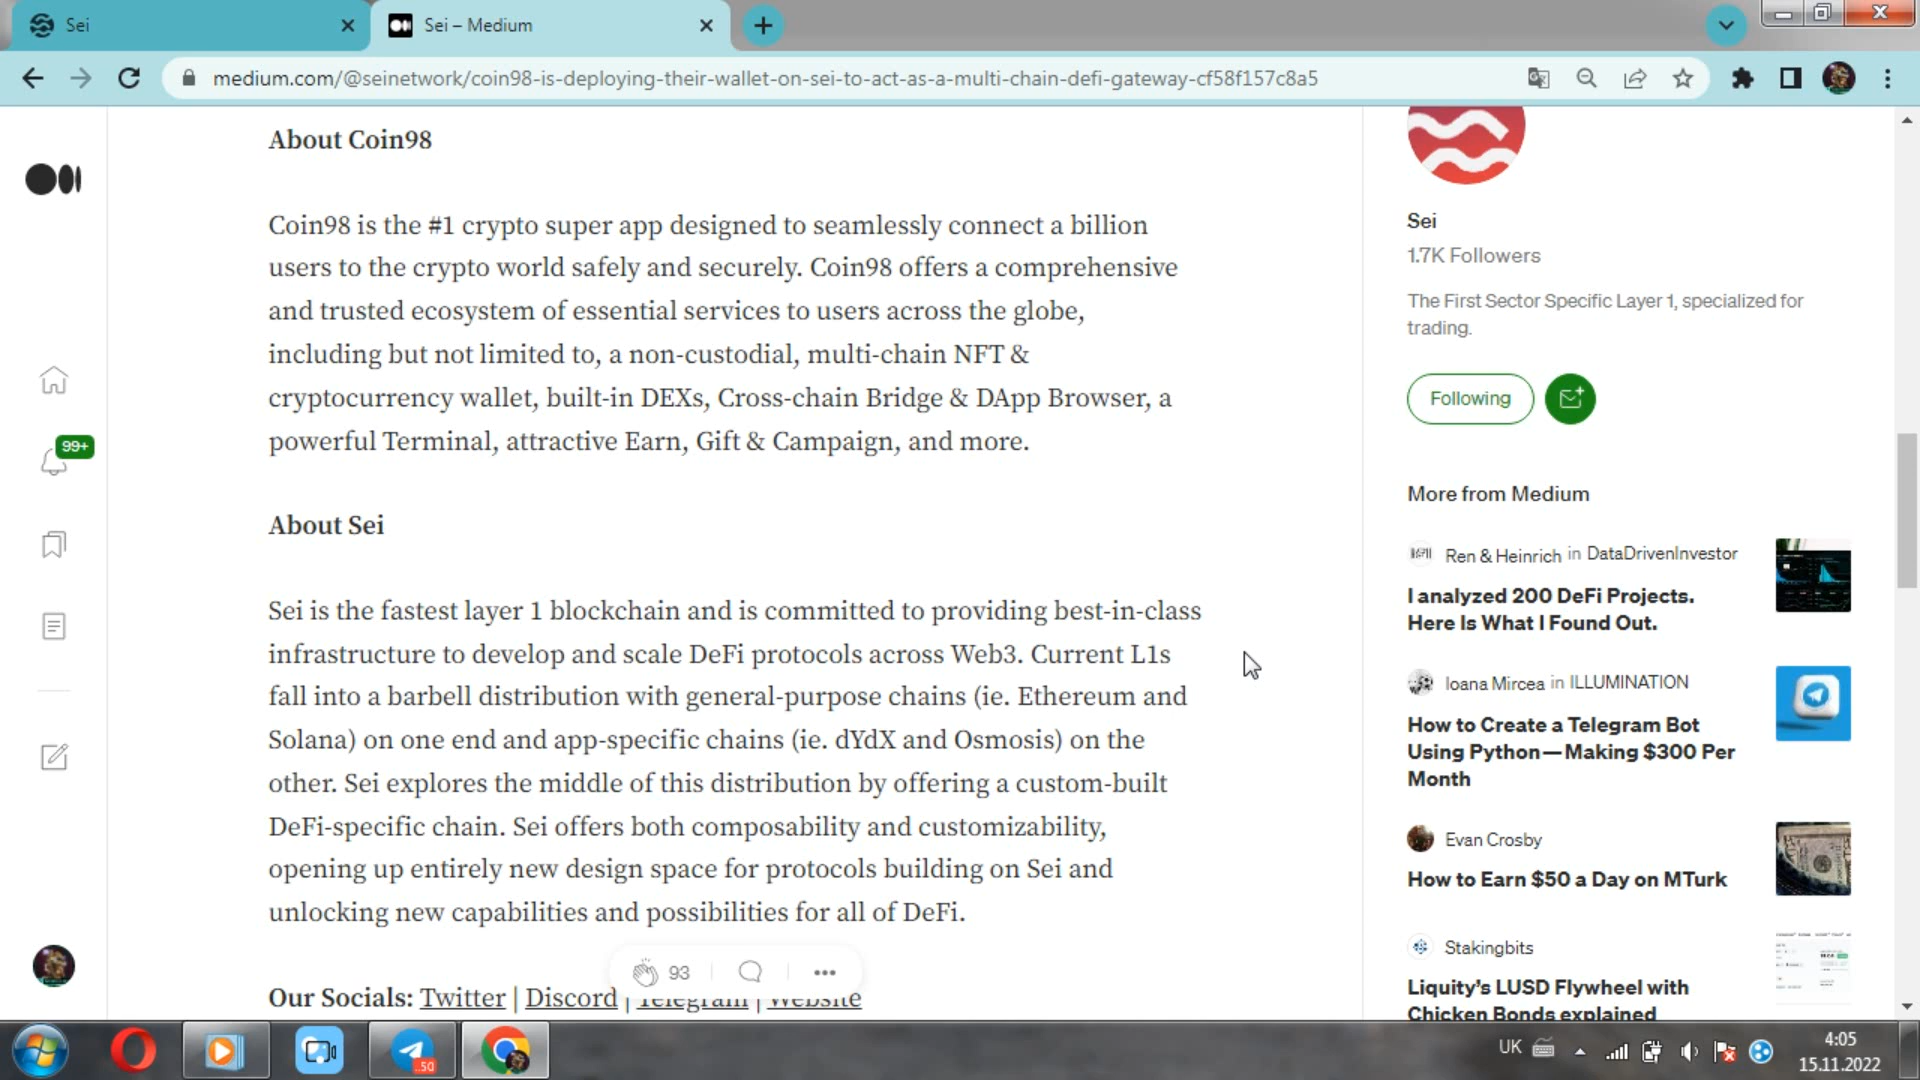 Sei
Sei – Medium
medium.com/@seinetwork/coin98-is-deploying-their-wallet-on-sei-to-act-as-a-multi-chain-defi-gateway-cf58f157c8a5
99+
About Coin98
Coin98 is the #1 crypto super app designed to seamlessly connect a billion
users to the crypto world safely and securely. Coin98 offers a comprehensive
and trusted ecosystem of essential services to users across the globe,
including but not limited to, a non-custodial, multi-chain NFT &
cryptocurrency wallet, built-in DEXs, Cross-chain Bridge & DApp Browser, a
powerful Terminal, attractive Earn, Gift & Campaign, and more.
About Sei
Sei is the fastest layer 1 blockchain and is committed to providing best-in-class
infrastructure to develop and scale DeFi protocols across Web3. Current L1s
fall into a barbell distribution with general-purpose chains (ie. Ethereum and
Solana) on one end and app-specific chains (ie. dYdX and Osmosis) on the
other. Sei explores the middle of this distribution by offering a custom-built
DeFi-specific chain. Sei offers both composability and customizability,
opening up entirely new design space for protocols building on Sei and
unlocking new capabilities and possibilities for all of DeFi.
93
Our Socials: Twitter | Discord | Telegram | Website
Sei
1.7K Followers
The First Sector Specific Layer 1, specialized for
trading.
Following
More from Medium
Ren & Heinrich in DataDrivenInvestor
I analyzed 200 DeFi Projects.
Here Is What I Found Out.
Ioana Mircea in ILLUMINATION
How to Create a Telegram Bot
Using Python — Making $300 Per
Month
Evan Crosby
How to Earn $50 a Day on MTurk
Stakingbits
Liquity's LUSD Flywheel with
Chicken Bonds explained
.50
UK
4:05
15.11.2022